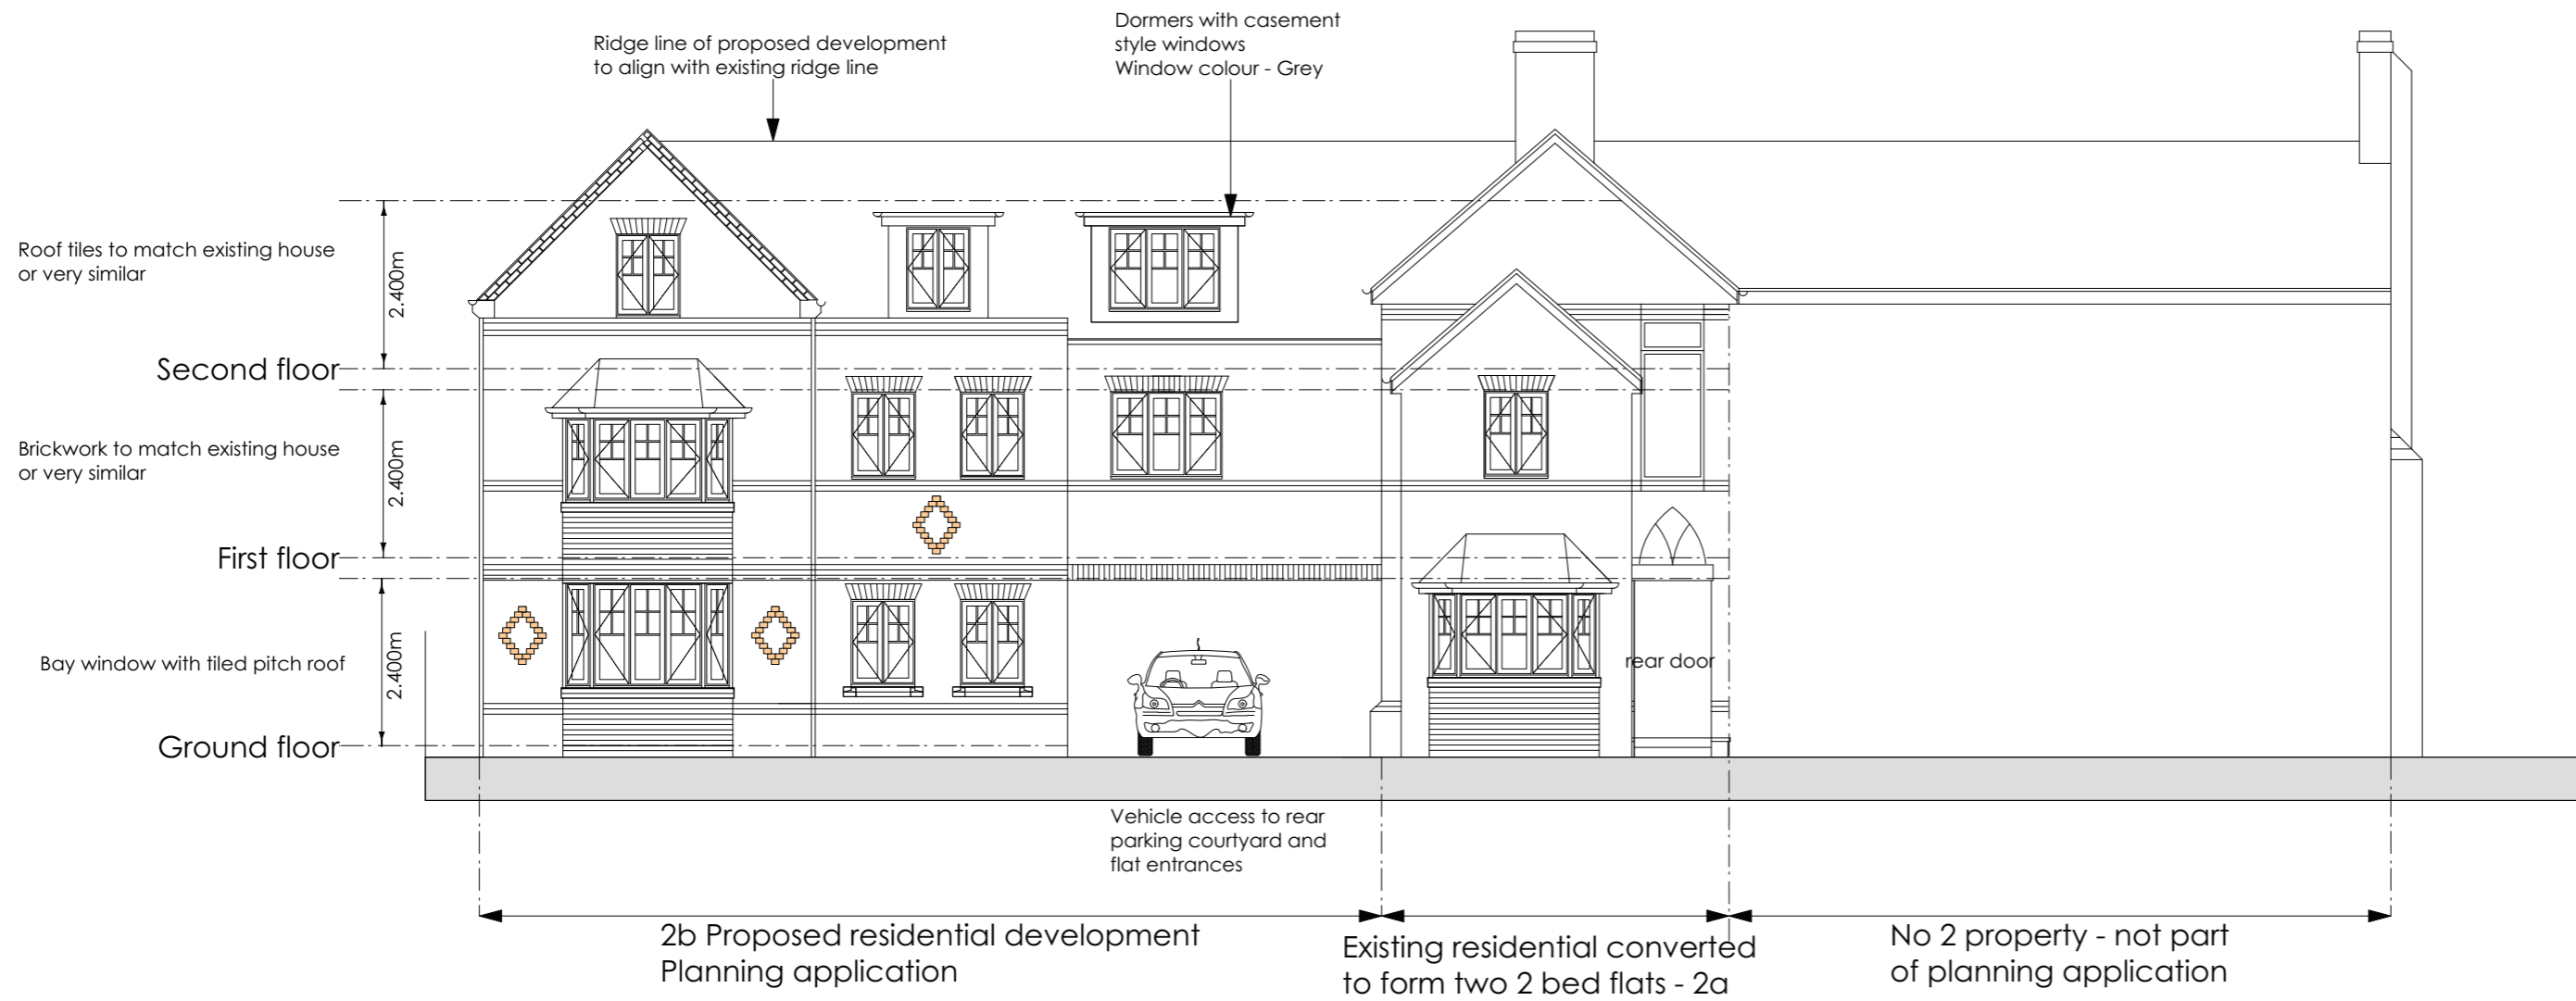 Dormers with casement
style windows
Window colour - Grey
Ridge line of proposed development
to align with existing ridge line
Roof tiles to match existing house
or very similar
2.400m
Second floor
Brickwork to match existing house
or very similar
2.400m
First floor
Bay window with tiled pitch roof
2.400m
rear door
Ground floor
Vehicle access to rear
parking courtyard and
flat entrances
2b Proposed residential development
Planning application
Existing residential converted
to form two 2 bed flats - 2a
No 2 property - not part
of planning application